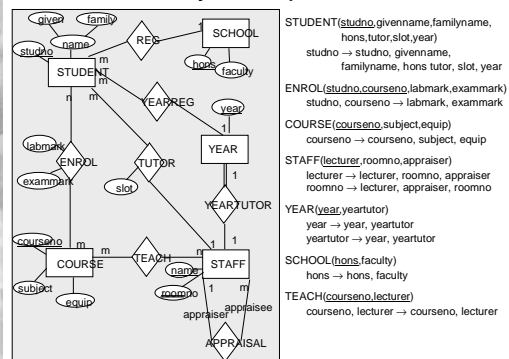 given
family
name
studno
STUDENT
REG
SCHOOL
hons
faculty
YEARREG
year
YEAR
labmark
ENROL
exammark
TUTOR
slot
YEARTUTOR
courseno
COURSE
subject
equip
TEACH
name
roomno
STAFF
appraiser
appraisee
APPRAISAL
m
1
m
m
n
m
1
1
1
1
m
m
n
1
1
m
STUDENT(studno,givenname,familyname,
hons,tutor,slot,year)
studno → studno, givenname,
familyname, hons tutor, slot, year
ENROL(studno,courseno,labmark,exammark)
studno, courseno → labmark, exammark
COURSE(courseno,subject,equip)
courseno → courseno, subject, equip
STAFF(lecturer,roomno,appraiser)
lecturer → lecturer, roomno, appraiser
roomno → lecturer, appraiser, roomno
YEAR(year,yeartutor)
year → year, yeartutor
yeartutor → year, yeartutor
SCHOOL(hons,faculty)
hons → hons, faculty
TEACH(courseno,lecturer)
courseno, lecturer → courseno, lecturer